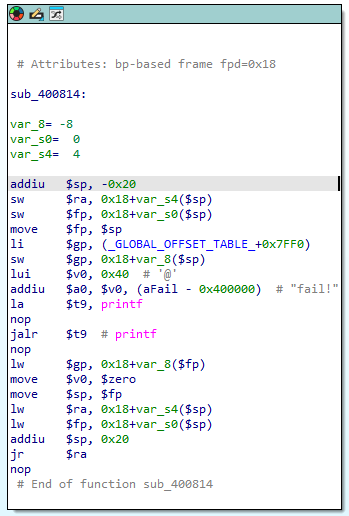 # Attributes: bp-based frame fpd=0x18
sub_400814:
var_8= -8
var_s0=  0
var_s4=  4
addiu   $sp, -0x20
sw      $ra, 0x18+var_s4($sp)
sw      $fp, 0x18+var_s0($sp)
move    $fp, $sp
li      $gp, (_GLOBAL_OFFSET_TABLE_+0x7FF0)
sw      $gp, 0x18+var_8($sp)
lui     $v0, 0x40  # '@'
addiu   $a0, $v0, (aFail - 0x400000)  # "fail!"
la      $t9, printf
nop
jalr    $t9  # printf
nop
lw      $gp, 0x18+var_8($fp)
move    $v0, $zero
move    $sp, $fp
lw      $ra, 0x18+var_s4($sp)
lw      $fp, 0x18+var_s0($sp)
addiu   $sp, 0x20
jr      $ra
nop
# End of function sub_400814